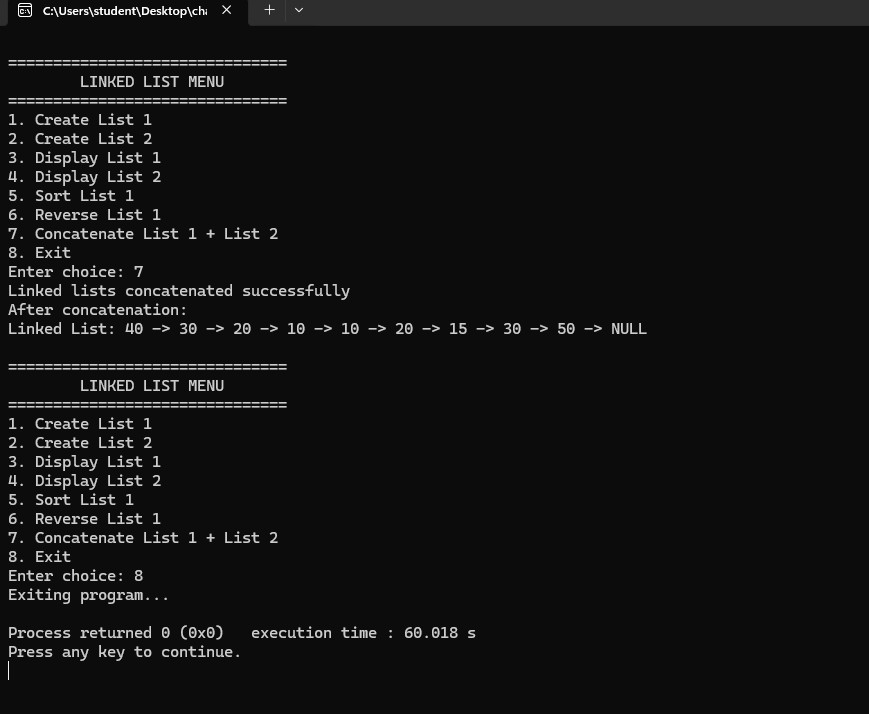 C:\Users\student\Desktop\cha
==============================
        LINKED LIST MENU
==============================
1. Create List 1
2. Create List 2
3. Display List 1
4. Display List 2
5. Sort List 1
6. Reverse List 1
7. Concatenate List 1 + List 2
8. Exit
Enter choice: 7
Linked lists concatenated successfully
After concatenation:
Linked List: 40 -> 30 -> 20 -> 10 -> 10 -> 20 -> 15 -> 30 -> 50 -> NULL

===============================
        LINKED LIST MENU
===============================
1. Create List 1
2. Create List 2
3. Display List 1
4. Display List 2
5. Sort List 1
6. Reverse List 1
7. Concatenate List 1 + List 2
8. Exit
Enter choice: 8
Exiting program...

Process returned 0 (0x0)   execution time : 60.018 s
Press any key to continue.